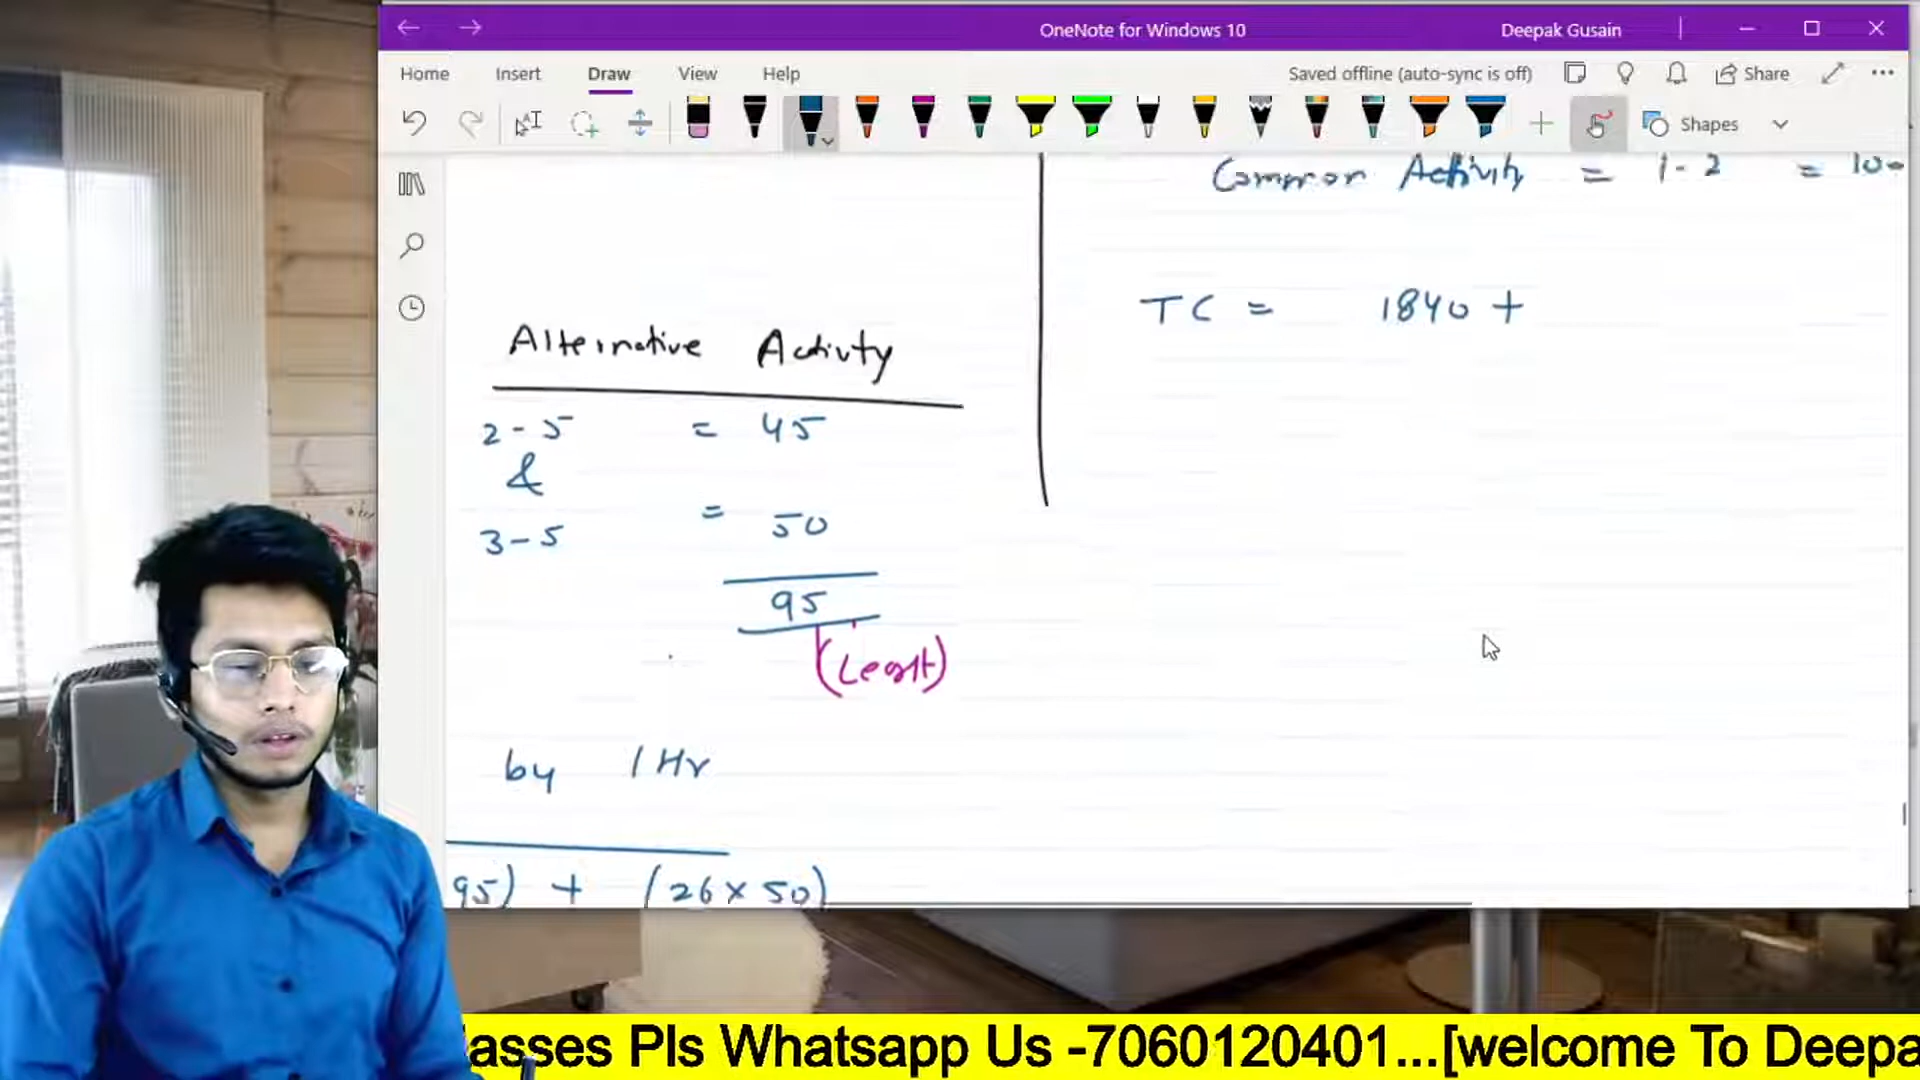 OneNote for Windows 10
Deepak Gusain
Home Insert Draw View Help
Saved offline (auto-sync is off)
Share
Shapes
Common Activity = 1-2 = 100
TC = 1840 +
Alternative Activty
2-5 = 45
&
3-5 = 50
95
(Least)
by 1 Hr
95) + (26 x 50)
asses Pls Whatsapp Us -7060120401...[welcome To Deepa